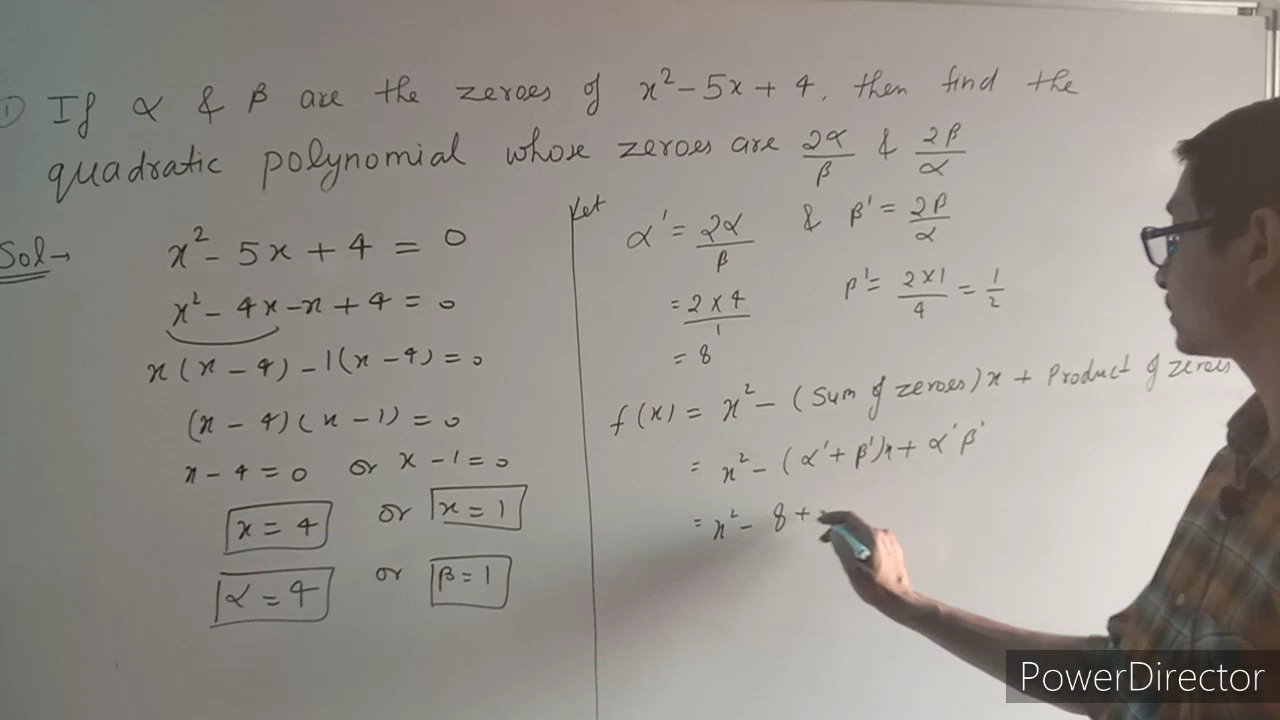 ① If α & β are the zeroes of x² - 5x + 4, then find the
quadratic polynomial whose zeroes are 2α/β & 2β/α
Sol→
x² - 5x + 4 = 0
x² - 4x - x + 4 = 0
x(x - 4) - 1(x - 4) = 0
(x - 4)(x - 1) = 0
x - 4 = 0 or x - 1 = 0
x = 4 or x = 1
α = 4 or β = 1
Let α' = 2α/β & β' = 2β/α
= 2×4/1 β' = 2×1/4 = 1/2
= 8
f(x) = x² - (Sum of zeroes)x + Product of zeroes
= x² - (α' + β')x + α'β'
= x² - 8 +
PowerDirector